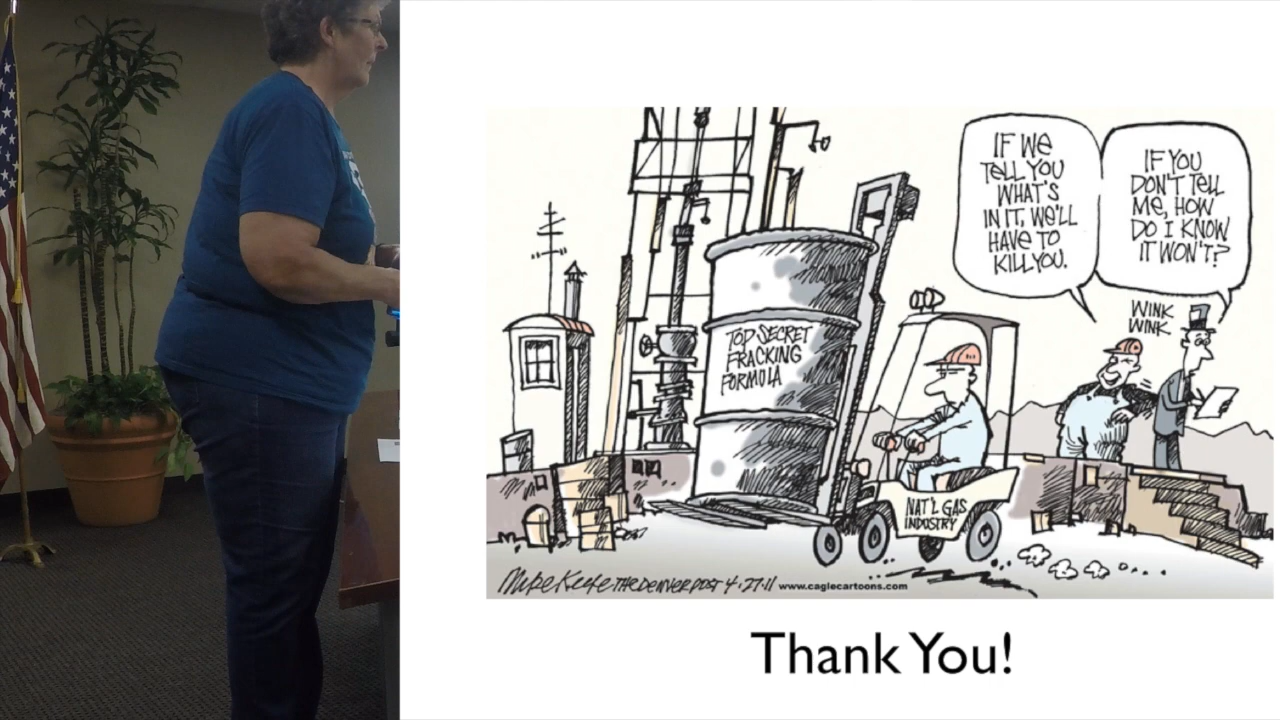 IF WE
TELL YOU
WHAT'S
IN IT, WE'LL
HAVE TO
KILL YOU.
IF YOU
DON'T TELL
ME, HOW
DO I KNOW
IT WON'T?
WINK
WINK
TOP SECRET
FRACKING
FORMULA
NAT'L GAS
INDUSTRY
THE DENVER POST 4.27.11 www.caglecartoons.com
Thank You!